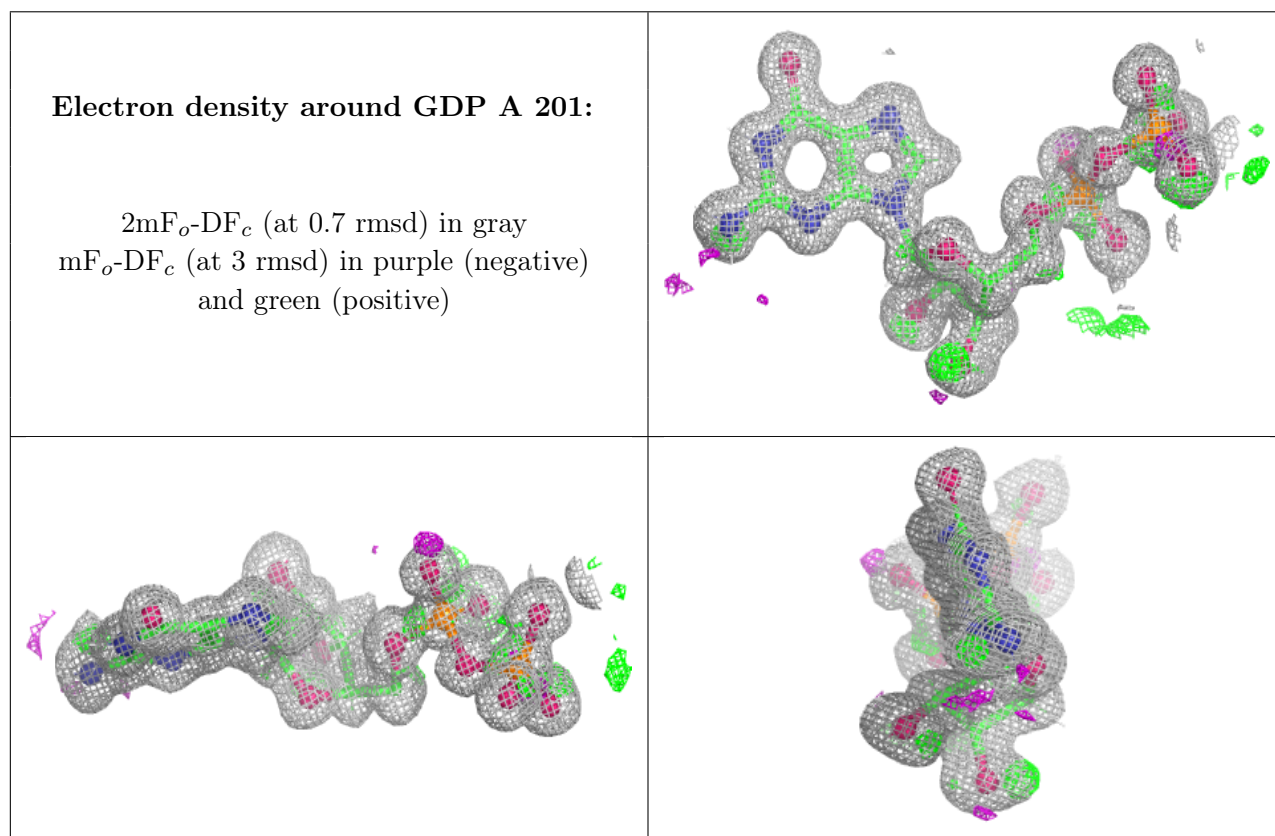 Electron density around GDP A 201:
2mFo-DFc (at 0.7 rmsd) in gray
mFo-DFc (at 3 rmsd) in purple (negative)
and green (positive)